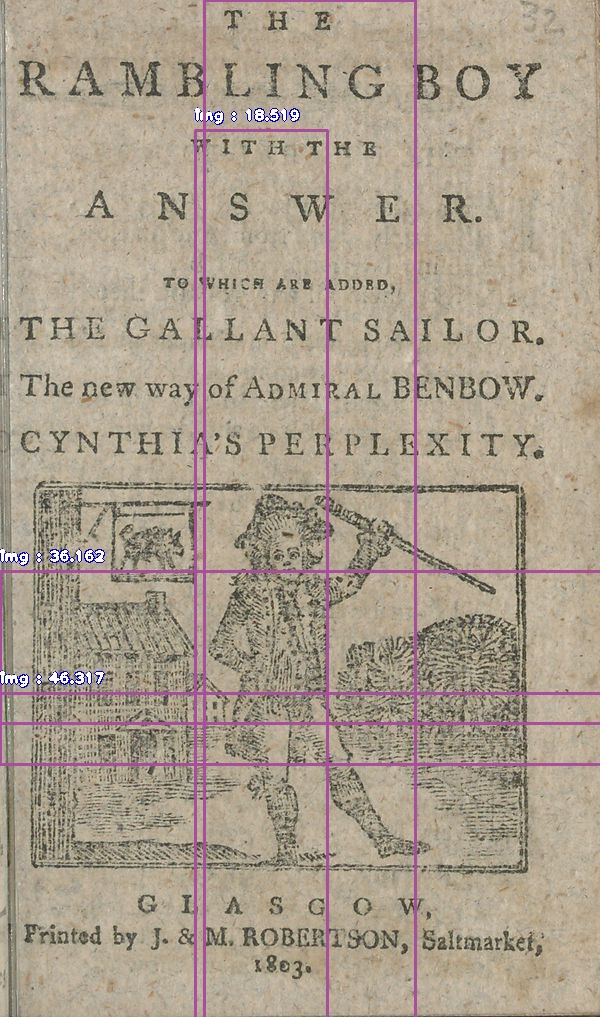 32
THE
RAMBLING BOY
WITH THE
ANSWER.
TO WHICH ARE ADDED,
THE GALLANT SAILOR.
The new way of ADMIRAL BENBOW.
CYNTHIA'S PERPLEXITY.
Img : 18.519
Img : 36.162
Img : 46.317
GLASGOW,
Printed by J. & M. ROBERTSON, Saltmarket,
1803.